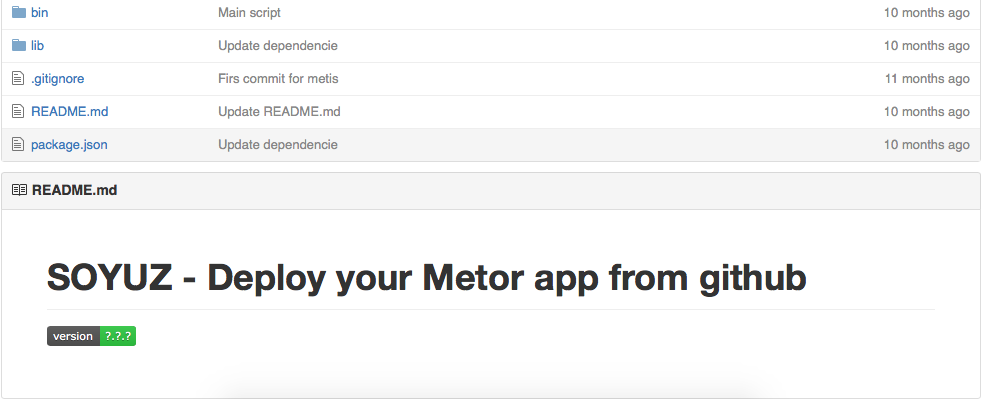 bin Main script 10 months ago
lib Update dependencie 10 months ago
.gitignore Firs commit for metis 11 months ago
README.md Update README.md 10 months ago
package.json Update dependencie 10 months ago
README.md
SOYUZ - Deploy your Metor app from github
version ?.?.?